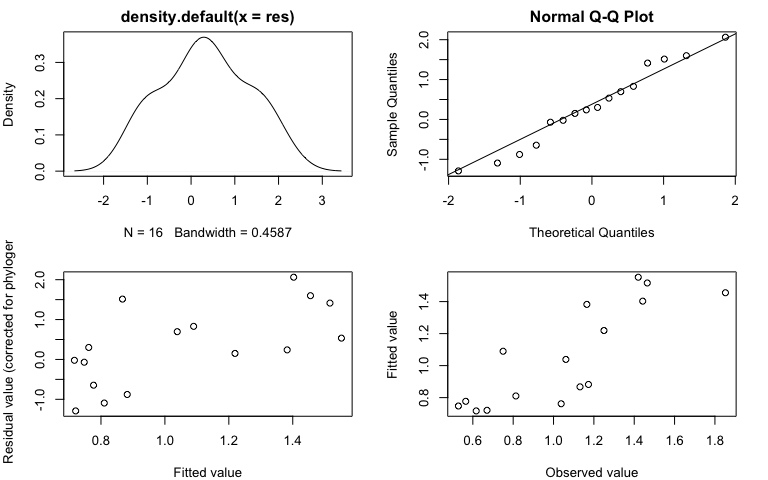 density.default(x = res)
Density
0.0 0.1 0.2 0.3
-2 -1 0 1 2 3
N = 16 Bandwidth = 0.4587
Normal Q-Q Plot
Sample Quantiles
-1.0 0.0 1.0 2.0
-2 -1 0 1 2
Theoretical Quantiles
Residual value (corrected for phyloger
-1.0 0.0 1.0 2.0
0.8 1.0 1.2 1.4
Fitted value
Fitted value
0.8 1.0 1.2 1.4
0.6 0.8 1.0 1.2 1.4 1.6 1.8
Observed value